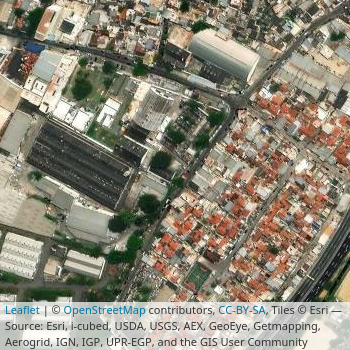 Leaflet | © OpenStreetMap contributors, CC-BY-SA, Tiles © Esri —
Source: Esri, i-cubed, USDA, USGS, AEX, GeoEye, Getmapping,
Aerogrid, IGN, IGP, UPR-EGP, and the GIS User Community